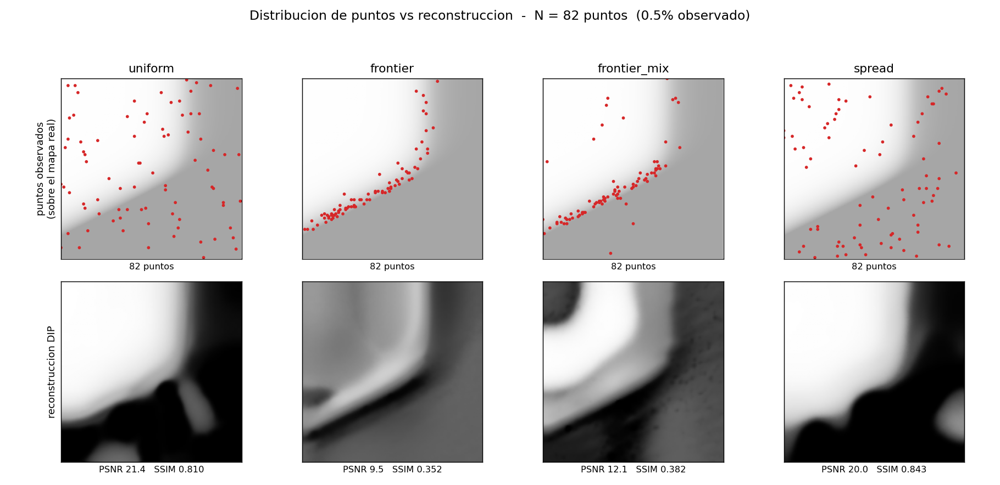 Distribucion de puntos vs reconstruccion - N = 82 puntos (0.5% observado)
uniform
frontier
frontier_mix
spread
puntos observados
(sobre el mapa real)
82 puntos
82 puntos
82 puntos
82 puntos
reconstruccion DIP
PSNR 21.4 SSIM 0.810
PSNR 9.5 SSIM 0.352
PSNR 12.1 SSIM 0.382
PSNR 20.0 SSIM 0.843